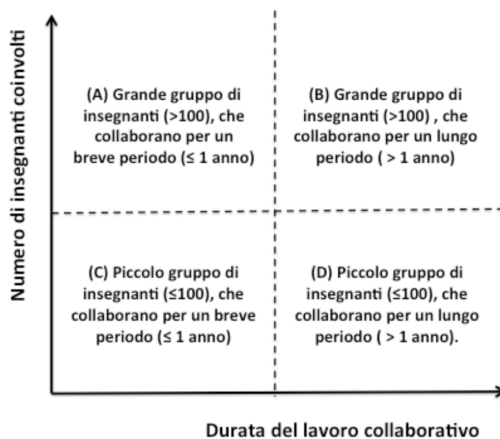 Numero di insegnanti coinvolti
(A) Grande gruppo di
insegnanti (>100), che
collaborano per un
breve periodo (≤ 1 anno)
(B) Grande gruppo di
insegnanti (>100) , che
collaborano per un lungo
periodo ( > 1 anno)
(C) Piccolo gruppo di
insegnanti (≤100), che
collaborano per un breve
periodo (≤ 1 anno)
(D) Piccolo gruppo di
insegnanti (≤100), che
collaborano per un lungo
periodo ( > 1 anno).
Durata del lavoro collaborativo